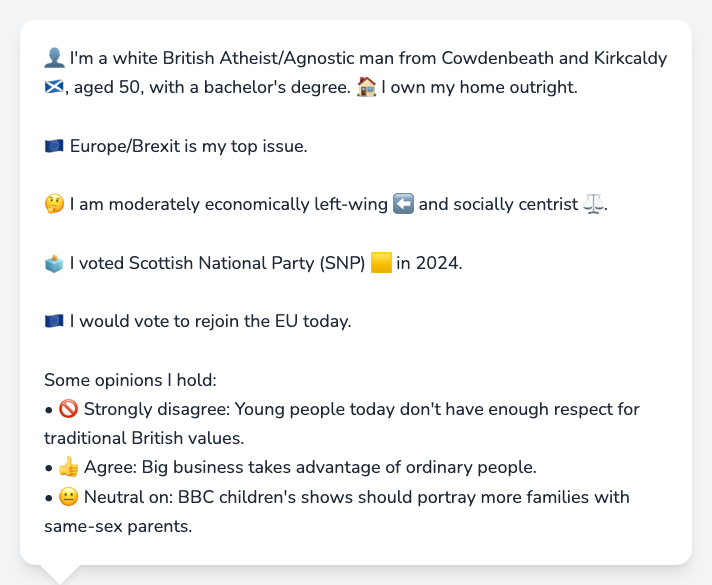 👤 I'm a white British Atheist/Agnostic man from Cowdenbeath and Kirkcaldy
🏴󠁧󠁢󠁳󠁣󠁴󠁿, aged 50, with a bachelor's degree. 🏠 I own my home outright.
🇪🇺 Europe/Brexit is my top issue.
🤔 I am moderately economically left-wing ⬅️ and socially centrist ⚖️.
🗳️ I voted Scottish National Party (SNP) 🟨 in 2024.
🇪🇺 I would vote to rejoin the EU today.
Some opinions I hold:
• 🚫 Strongly disagree: Young people today don't have enough respect for
traditional British values.
• 👍 Agree: Big business takes advantage of ordinary people.
• 😐 Neutral on: BBC children's shows should portray more families with
same-sex parents.